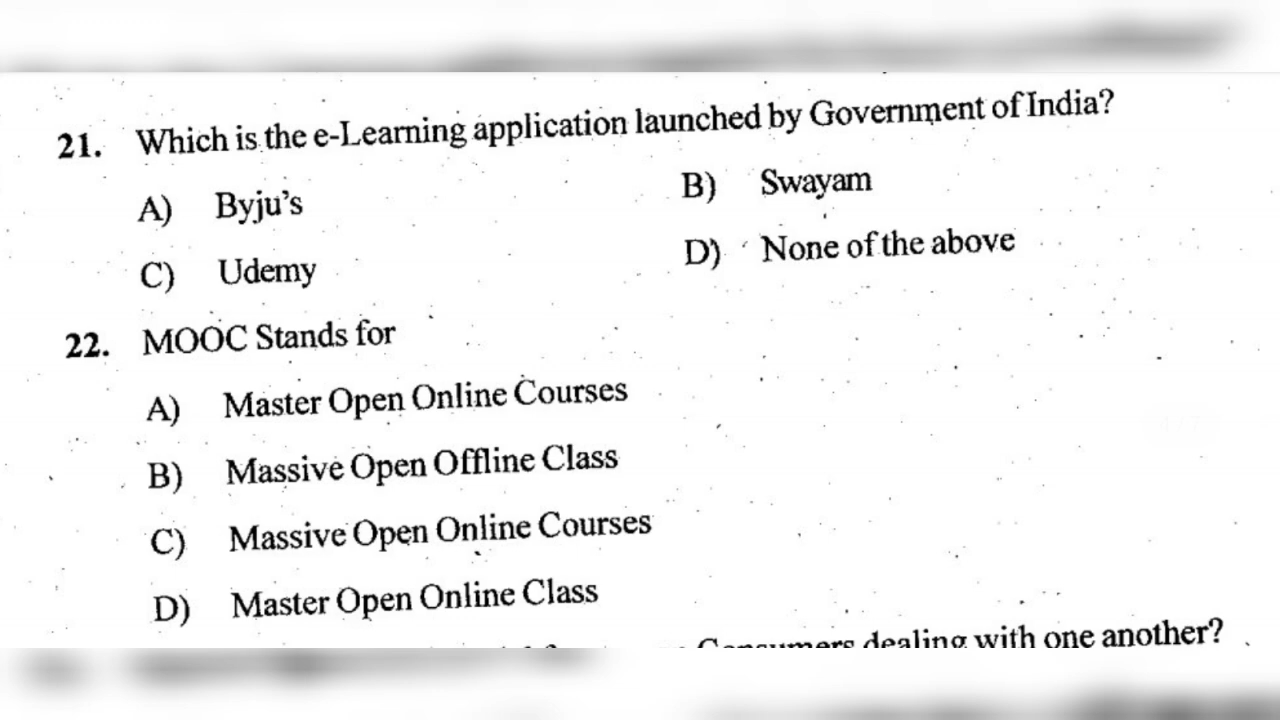 21. Which is the e-Learning application launched by Government of India?
A) Byju's B) Swayam
C) Udemy D) None of the above
22. MOOC Stands for
A) Master Open Online Courses
B) Massive Open Offline Class
C) Massive Open Online Courses
D) Master Open Online Class
Consumers dealing with one another?